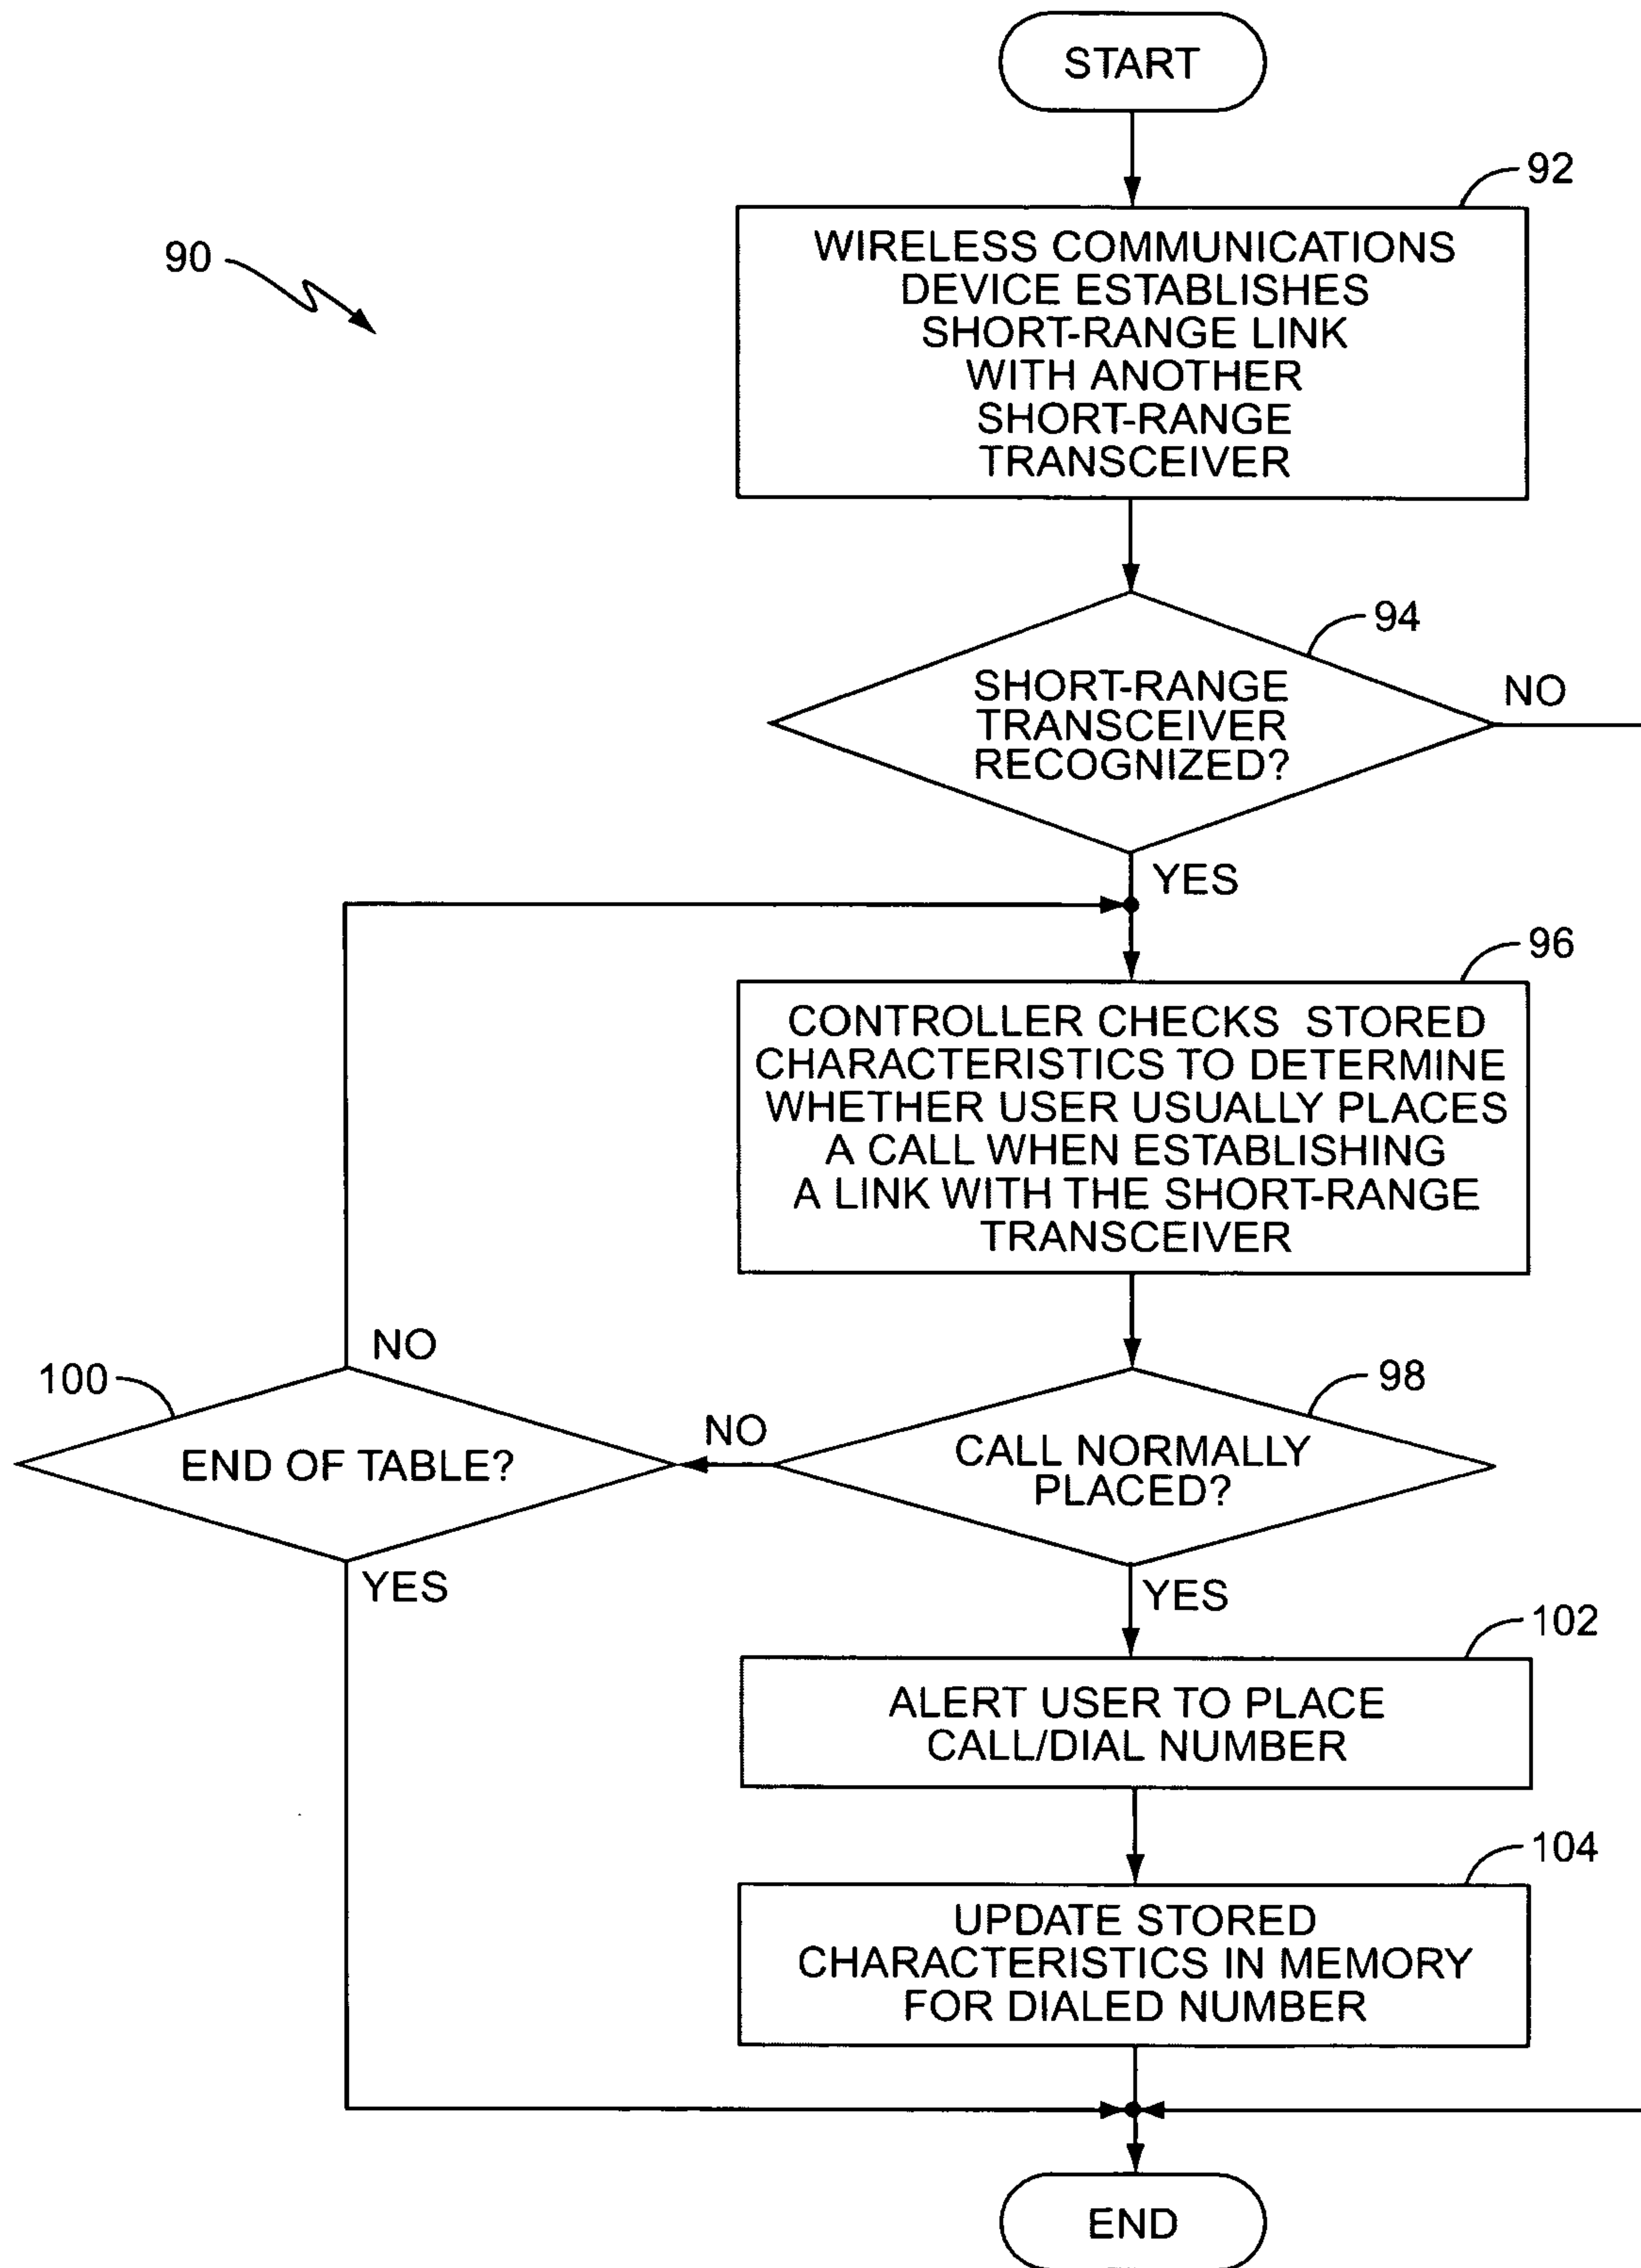 START
92
90
WIRELESS COMMUNICATIONS
DEVICE ESTABLISHES
SHORT-RANGE LINK
WITH ANOTHER
SHORT-RANGE
TRANSCEIVER
94
SHORT-RANGE
TRANSCEIVER
RECOGNIZED?
NO
YES
96
CONTROLLER CHECKS STORED
CHARACTERISTICS TO DETERMINE
WHETHER USER USUALLY PLACES
A CALL WHEN ESTABLISHING
A LINK WITH THE SHORT-RANGE
TRANSCEIVER
NO
100
98
NO
END OF TABLE?
CALL NORMALLY
PLACED?
YES
YES
102
ALERT USER TO PLACE
CALL/DIAL NUMBER
104
UPDATE STORED
CHARACTERISTICS IN MEMORY
FOR DIALED NUMBER
END